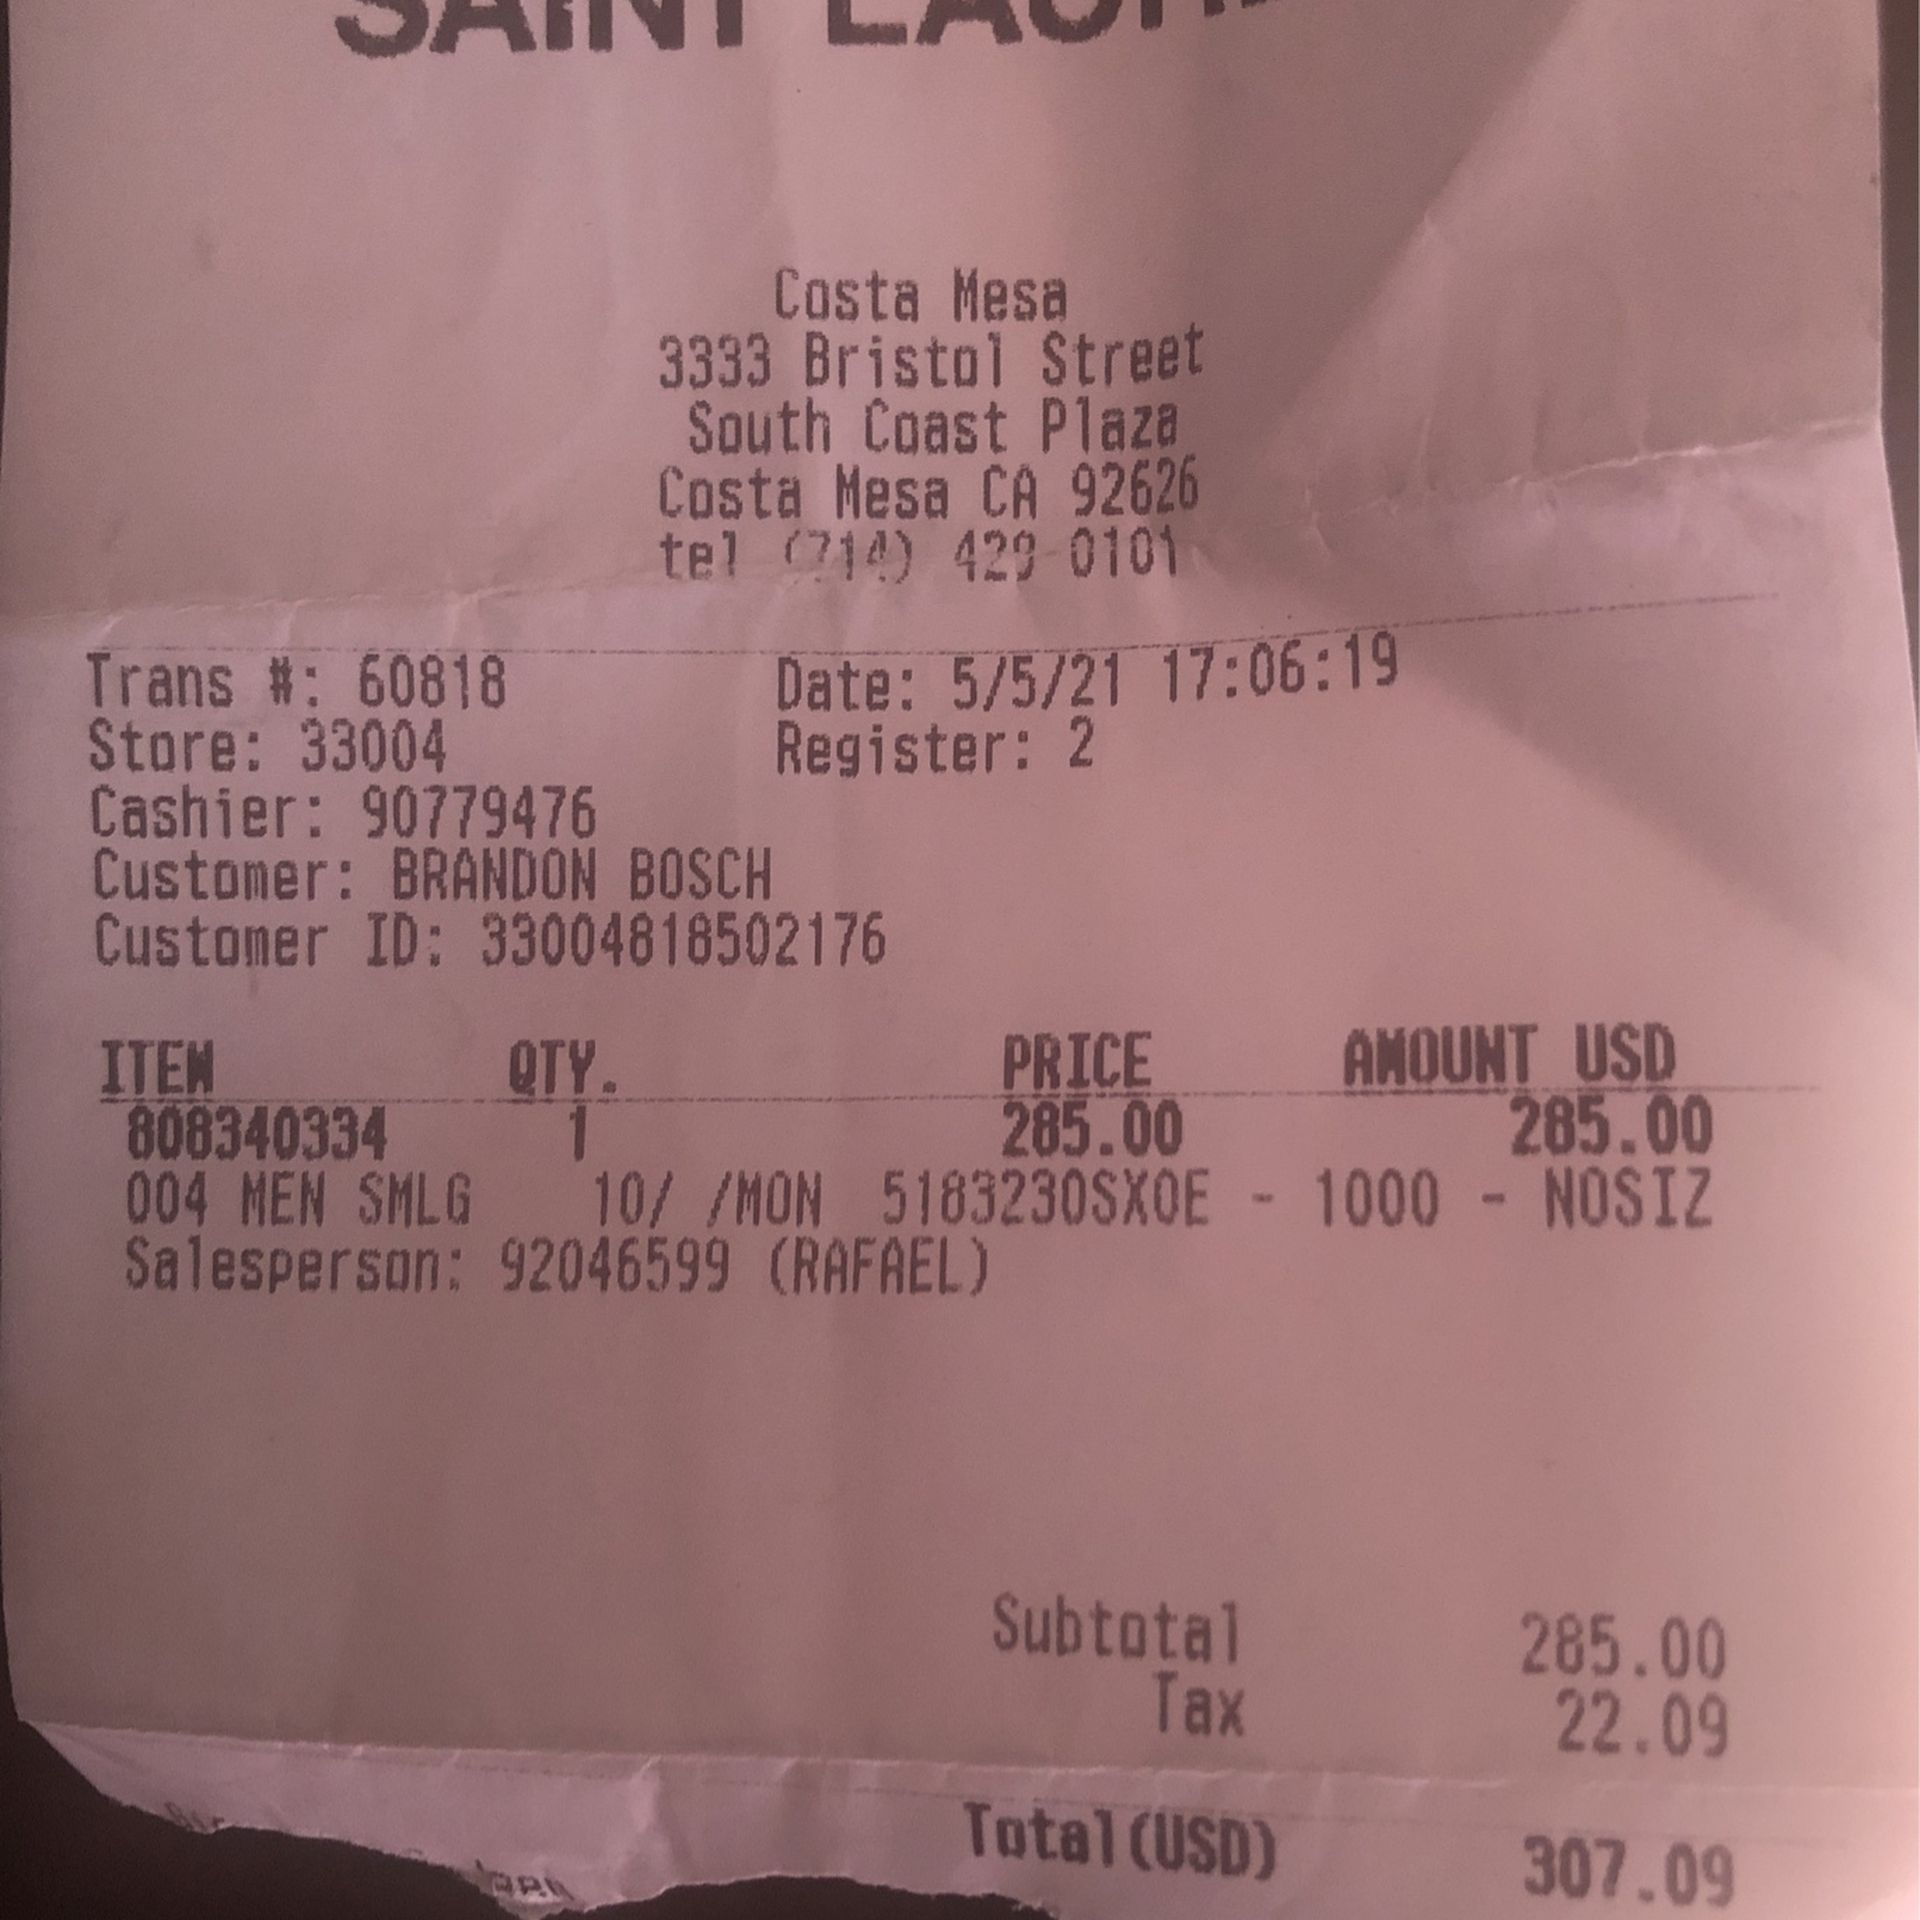 SAINT LAUR
Costa Mesa
3333 Bristol Street
South Coast Plaza
Costa Mesa CA 92626
tel (714) 429-0101
Trans #: 60818 Date: 5/5/21 17:06:19
Store: 33004 Register: 2
Cashier: 90779476
Customer: BRANDON BOSCH
Customer ID: 33004818502176
ITEM QTY. PRICE AMOUNT USD
808340334 1 285.00 285.00
004 MEN SMLG 10/ /MON 5183230SX0E - 1000 - NOSIZ
Salesperson: 92046599 (RAFAEL)
Subtotal 285.00
Tax 22.09
Total(USD) 307.09